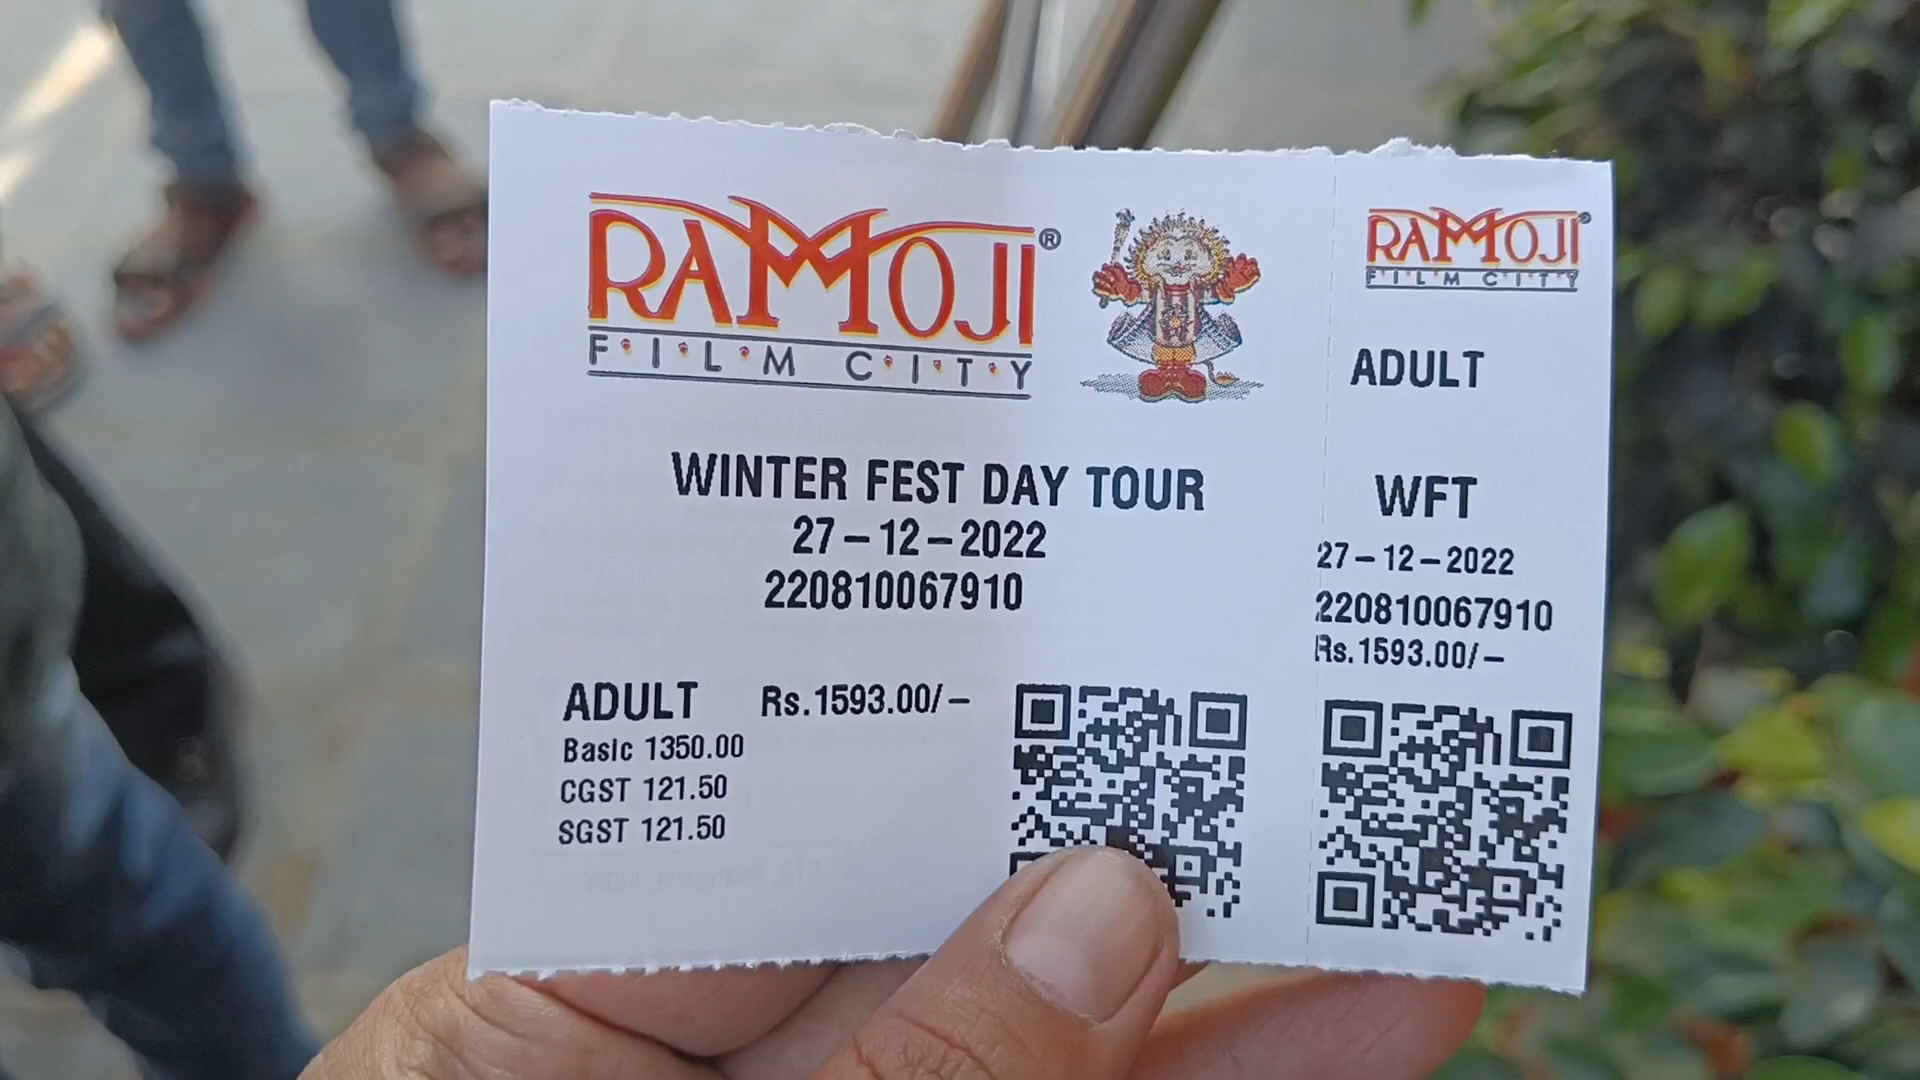 RAMOJI®
FILM CITY
WINTER FEST DAY TOUR
27-12-2022
220810067910
ADULT Rs.1593.00/-
Basic 1350.00
CGST 121.50
SGST 121.50
RAMOJI®
FILM CITY
ADULT
WFT
27-12-2022
220810067910
Rs.1593.00/-